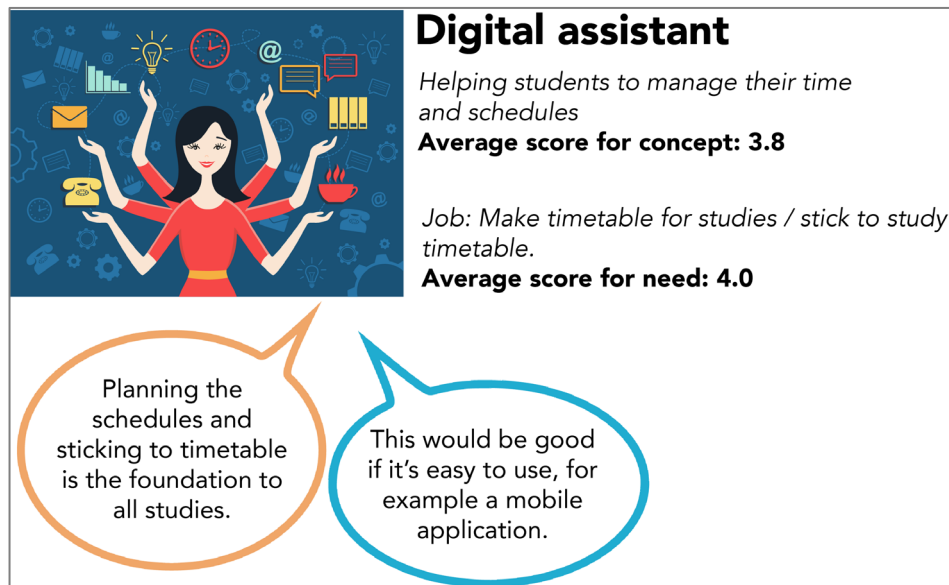 Digital assistant
Helping students to manage their time
and schedules
Average score for concept: 3.8
Job: Make timetable for studies / stick to study
timetable.
Average score for need: 4.0
@
@
@
Planning the
schedules and
sticking to timetable
is the foundation to
all studies.
This would be good
if it’s easy to use, for
example a mobile
application.